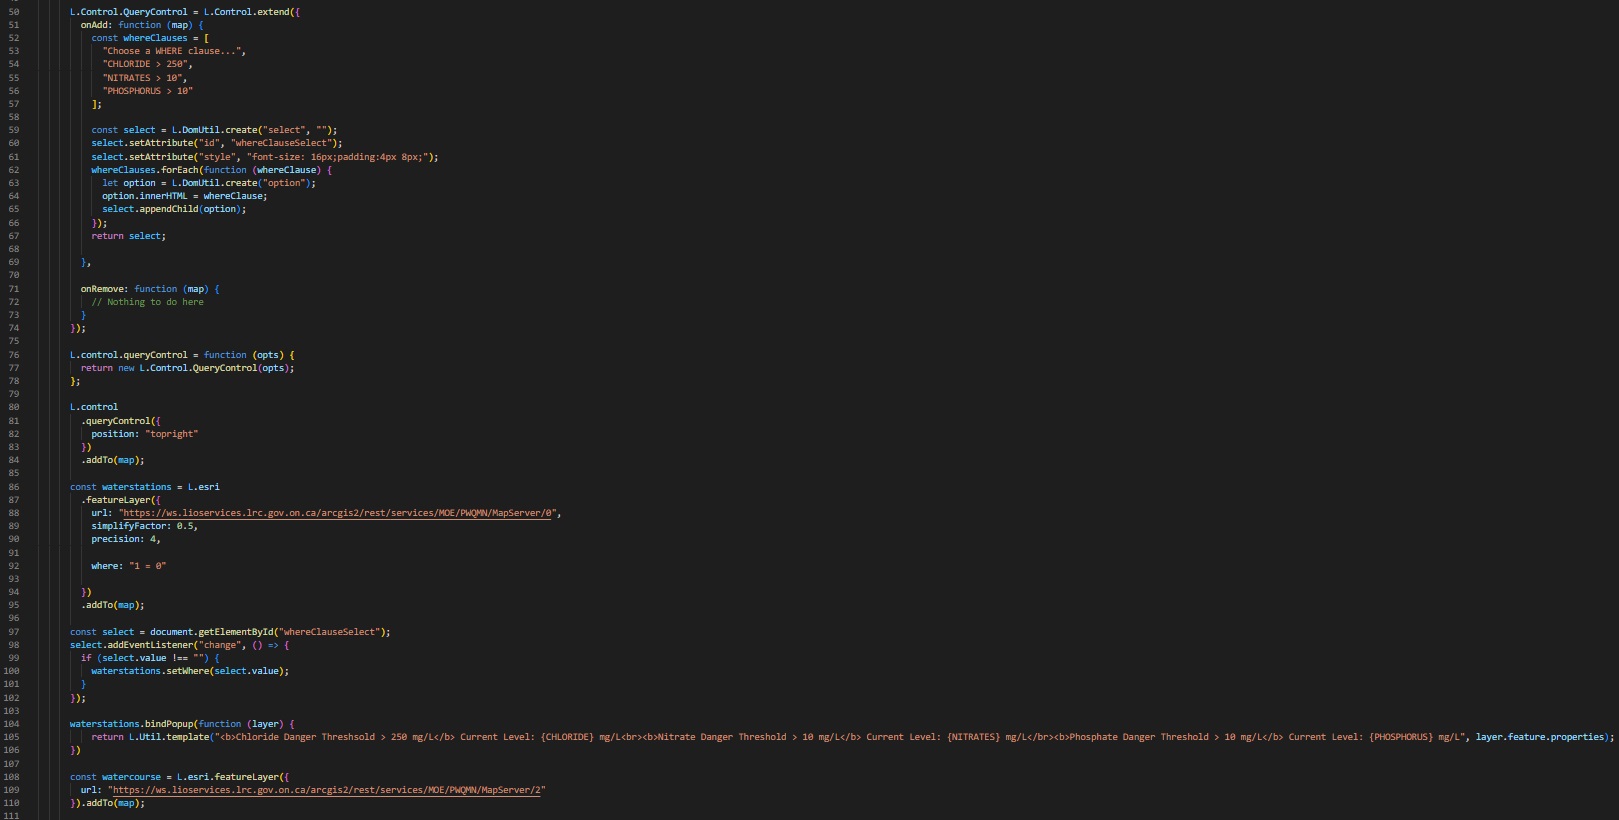 50 L.Control.QueryControl = L.Control.extend({
51 onAdd: function (map) {
52 const whereClauses = [
53 "Choose a WHERE clause...",
54 "CHLORIDE > 250",
55 "NITRATES > 10",
56 "PHOSPHORUS > 10"
57 ];
58
59 const select = L.DomUtil.create("select", "");
60 select.setAttribute("id", "whereClauseSelect");
61 select.setAttribute("style", "font-size: 16px;padding:4px 8px;");
62 whereClauses.forEach(function (whereClause) {
63 let option = L.DomUtil.create("option");
64 option.innerHTML = whereClause;
65 select.appendChild(option);
66 });
67 return select;
68
69 },
70
71 onRemove: function (map) {
72 // Nothing to do here
73 }
74 });
75
76 L.control.queryControl = function (opts) {
77 return new L.Control.QueryControl(opts);
78 };
79
80 L.control
81 .queryControl({
82 position: "topright"
83 })
84 .addTo(map);
85
86 const waterstations = L.esri
87 .featureLayer({
88 url: "https://ws.lioservices.lrc.gov.on.ca/arcgis2/rest/services/MOE/PWQMN/MapServer/0",
89 simplifyFactor: 0.5,
90 precision: 4,
91
92 where: "1 = 0"
93
94 })
95 .addTo(map);
96
97 const select = document.getElementById("whereClauseSelect");
98 select.addEventListener("change", () => {
99 if (select.value !== "") {
100 waterstations.setWhere(select.value);
101 }
102 });
103
104 waterstations.bindPopup(function (layer) {
105 return L.Util.template("<b>Chloride Danger Threshsold > 250 mg/L</b> Current Level: {CHLORIDE} mg/L<br><b>Nitrate Danger Threshold > 10 mg/L</b> Current Level: {NITRATES} mg/L</br><b>Phosphate Danger Threshold > 10 mg/L</b> Current Level: {PHOSPHORUS} mg/L", layer.feature.properties);
106 })
107
108 const watercourse = L.esri.featureLayer({
109 url: "https://ws.lioservices.lrc.gov.on.ca/arcgis2/rest/services/MOE/PWQMN/MapServer/2"
110 }).addTo(map);
111